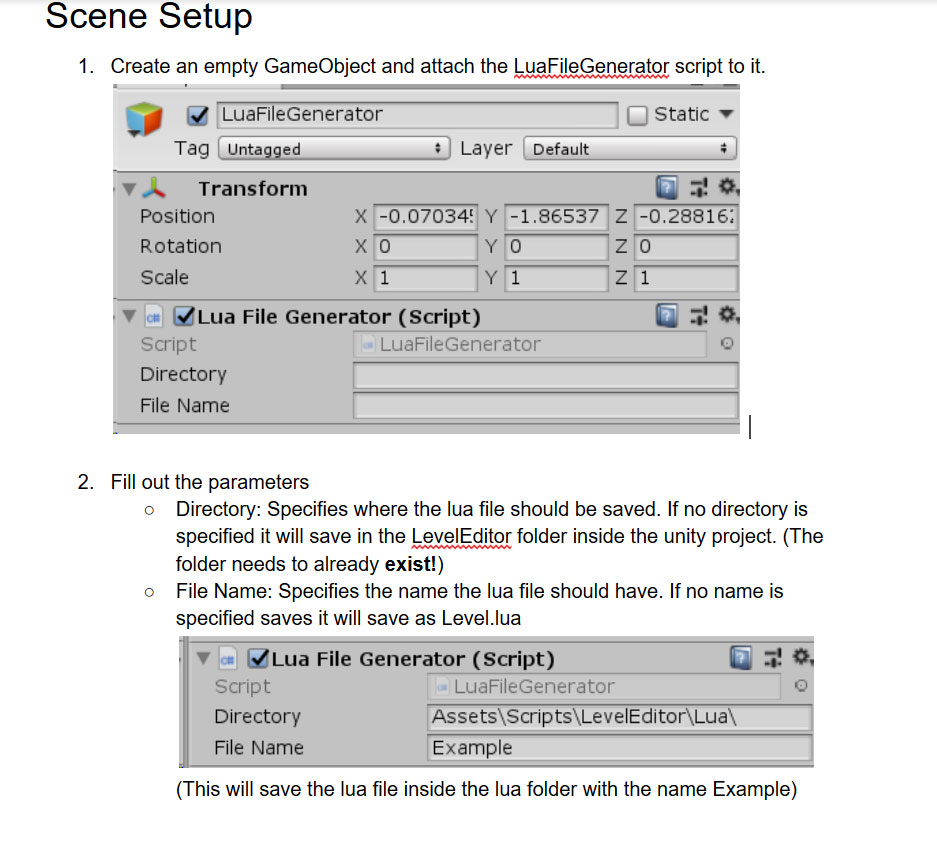 Scene Setup
1. Create an empty GameObject and attach the LuaFileGenerator script to it.
LuaFileGenerator Static
Tag Untagged Layer Default
Transform
Position X -0.07034 Y -1.86537 Z -0.28816
Rotation X 0 Y 0 Z 0
Scale X 1 Y 1 Z 1
Lua File Generator (Script)
Script LuaFileGenerator
Directory
File Name
2. Fill out the parameters
○ Directory: Specifies where the lua file should be saved. If no directory is
specified it will save in the LevelEditor folder inside the unity project. (The
folder needs to already exist!)
○ File Name: Specifies the name the lua file should have. If no name is
specified saves it will save as Level.lua
Lua File Generator (Script)
Script LuaFileGenerator
Directory Assets\Scripts\LevelEditor\Lua\
File Name Example
(This will save the lua file inside the lua folder with the name Example)